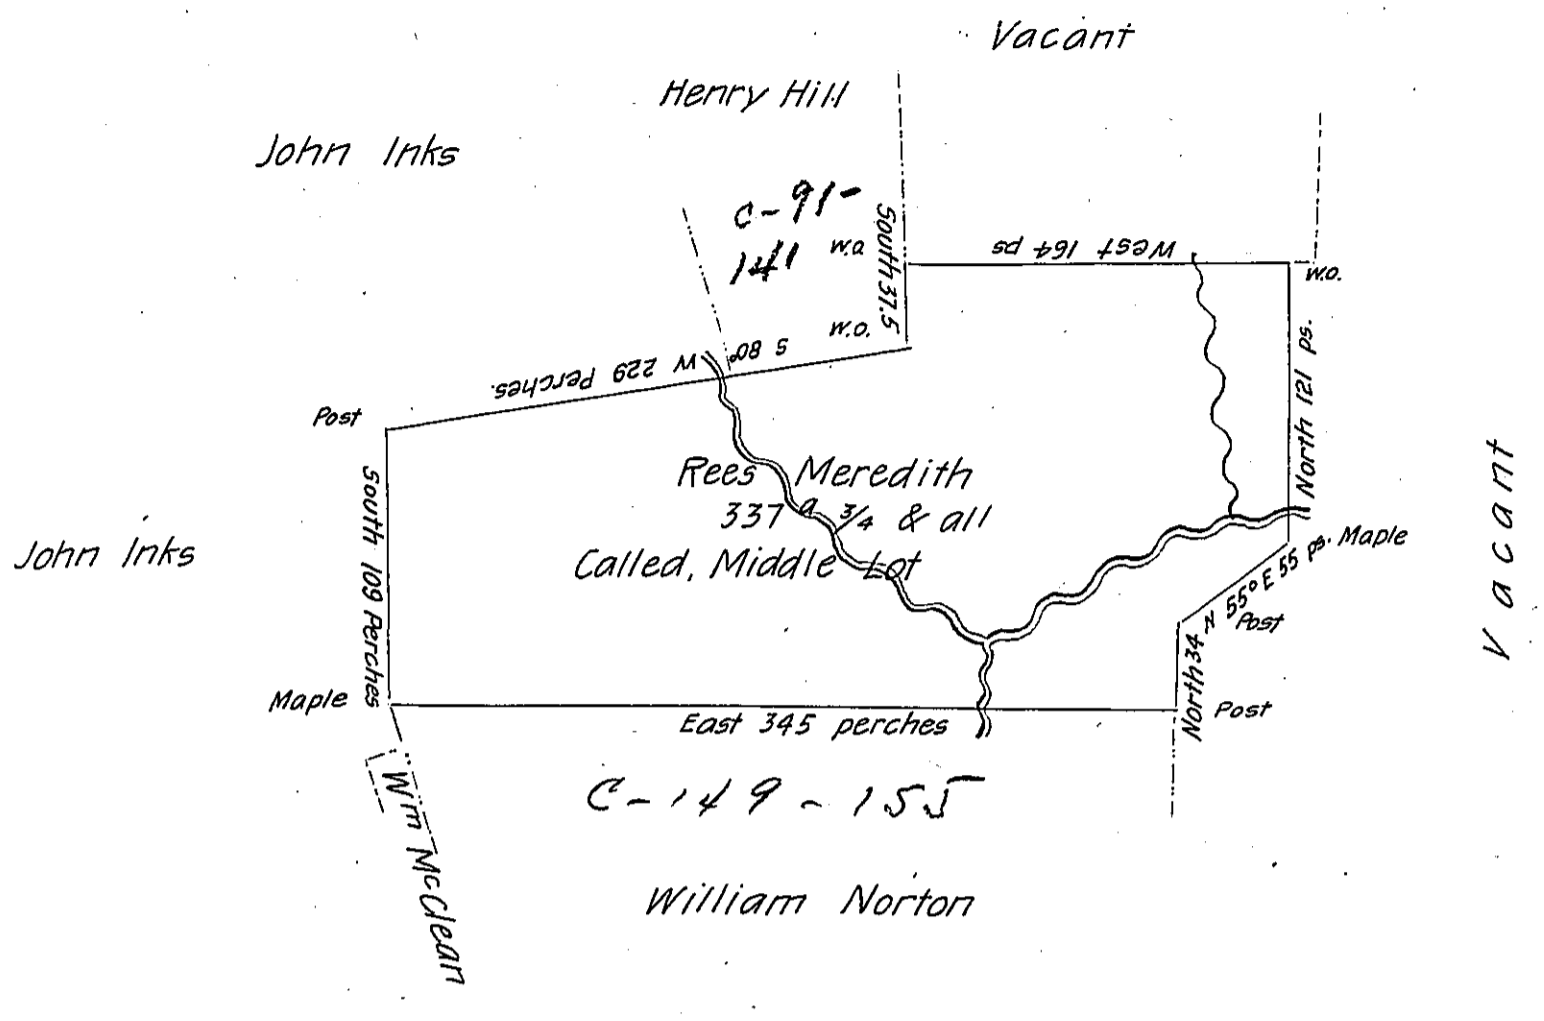 Vacant
Henry Hill
John Inks
C-91-
141
W.O.
South 37.5
West 164 ps
W.O.
W.O.
S 80° W 229 Perches.
North 121 ps.
Post
Rees Meredith
337 a 3/4 & all
Called, Middle Lot
South 109 Perches
John Inks
Vacant
Maple
N 55° E 55 ps.
Post
Maple
North 34
Post
East 345 perches
C-149-155
Wm McClean
William Norton